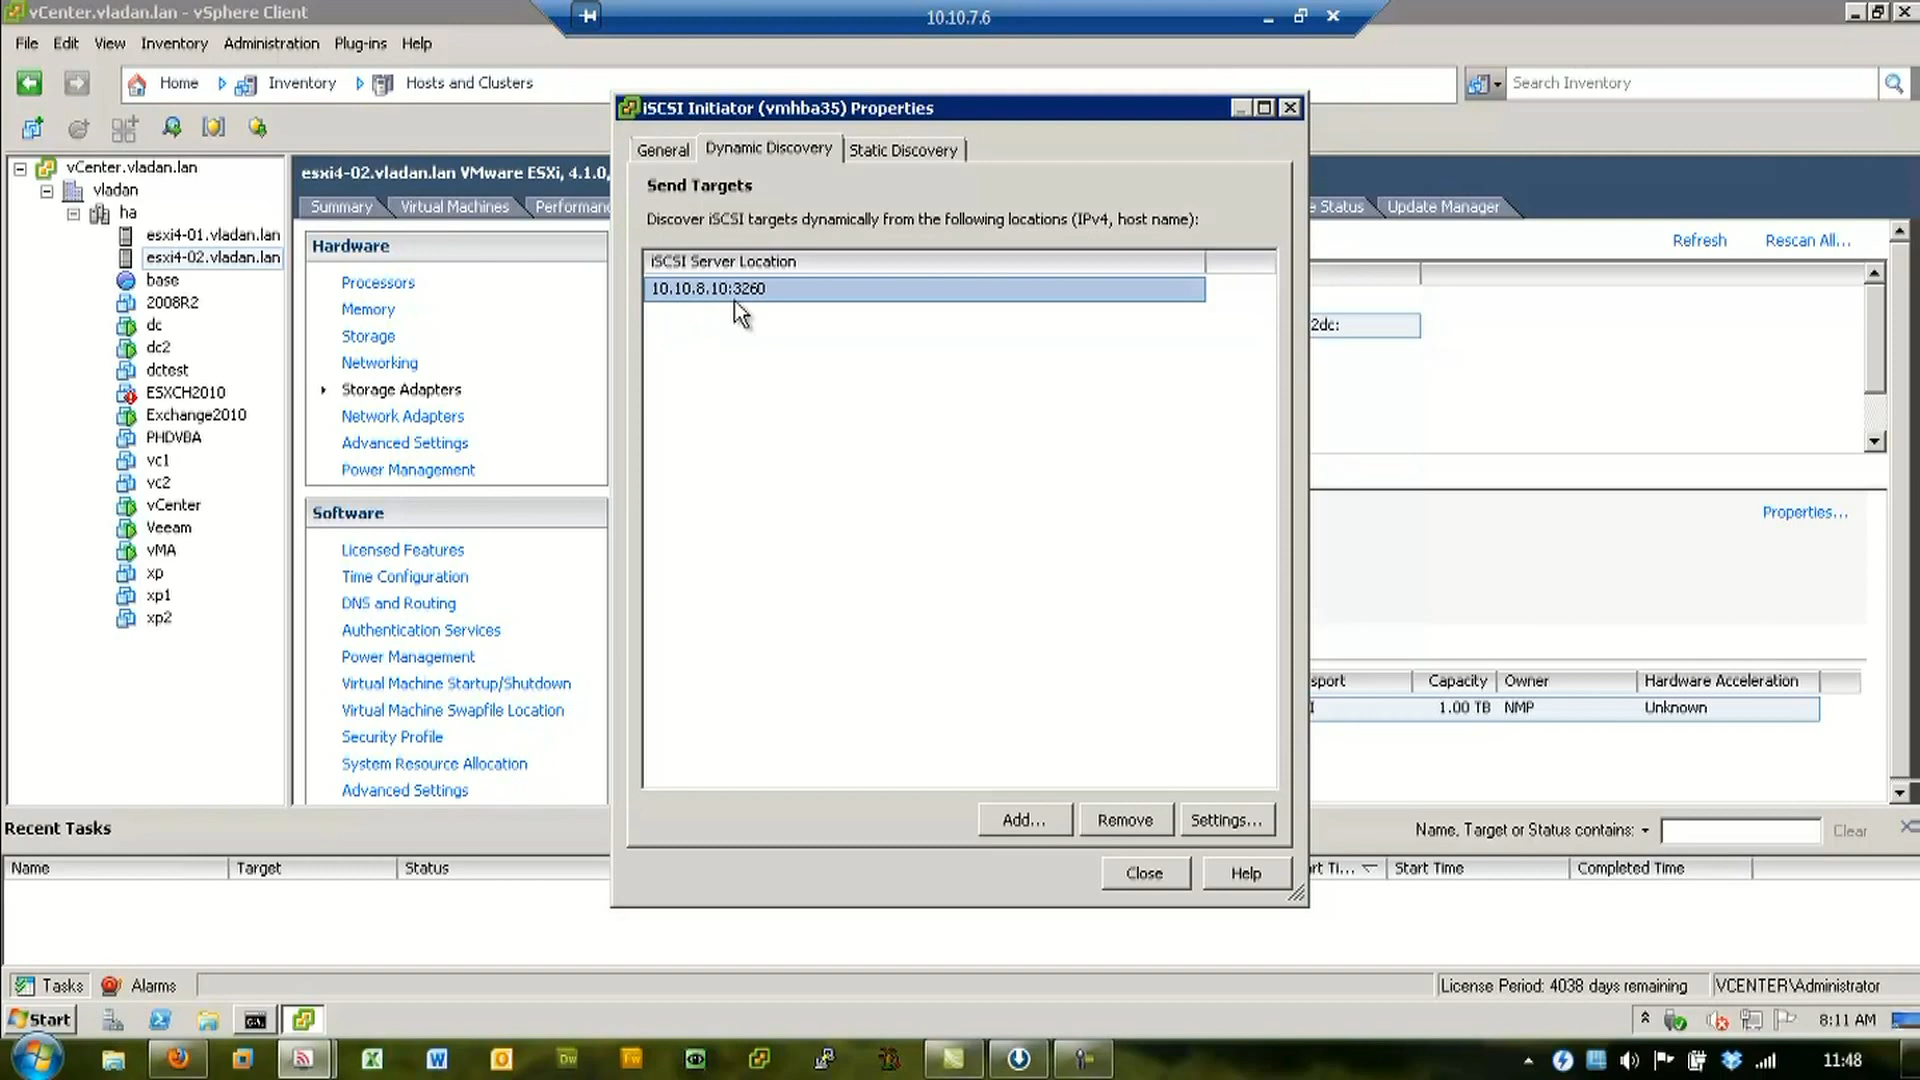 vCenter.vladan.lan - vSphere Client
10.10.7.6
File Edit View Inventory Administration Plug-ins Help
Home Inventory Hosts and Clusters
Search Inventory
vCenter.vladan.lan
vladan
ha
esxi4-01.vladan.lan
esxi4-02.vladan.lan
base
2008R2
dc
dc2
dctest
ESXCH2010
Exchange2010
PHDVBA
vc1
vc2
vCenter
Veeam
vMA
xp
xp1
xp2
esxi4-02.vladan.lan VMware ESXi, 4.1.0,
Summary Virtual Machines Performan
Hardware
Processors
Memory
Storage
Networking
Storage Adapters
Network Adapters
Advanced Settings
Power Management
Software
Licensed Features
Time Configuration
DNS and Routing
Authentication Services
Power Management
Virtual Machine Startup/Shutdown
Virtual Machine Swapfile Location
Security Profile
System Resource Allocation
Advanced Settings
iSCSI Initiator (vmhba35) Properties
General Dynamic Discovery Static Discovery
Send Targets
Discover iSCSI targets dynamically from the following locations (IPv4, host name):
iSCSI Server Location
10.10.8.10:3260
Add... Remove Settings...
Close Help
e Status Update Manager
Refresh Rescan All...
2dc:
Properties...
sport Capacity Owner Hardware Acceleration
I 1.00 TB NMP Unknown
Recent Tasks
Name, Target or Status contains: Clear
Name Target Status
rt Ti... Start Time Completed Time
Tasks Alarms
License Period: 4038 days remaining VCENTER\Administrator
Start
8:11 AM
11:48